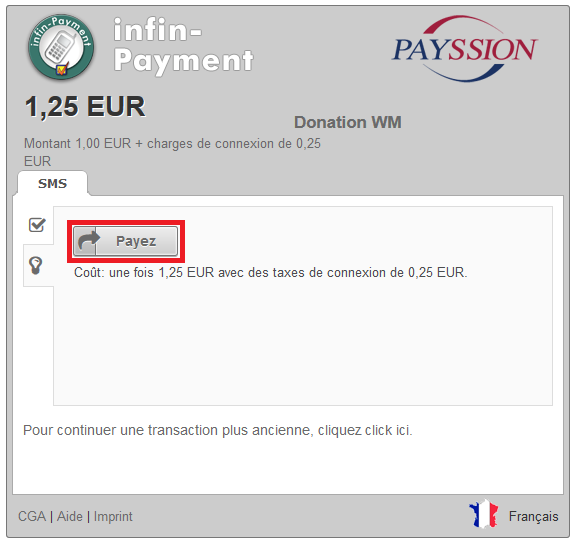 infin-Payment
infin-
Payment
PAYSSION
1,25 EUR
Donation WM
Montant 1,00 EUR + charges de connexion de 0,25
EUR
SMS
Payez
Coût: une fois 1,25 EUR avec des taxes de connexion de 0,25 EUR.
Pour continuer une transaction plus ancienne, cliquez click ici.
CGA | Aide | Imprint
Français